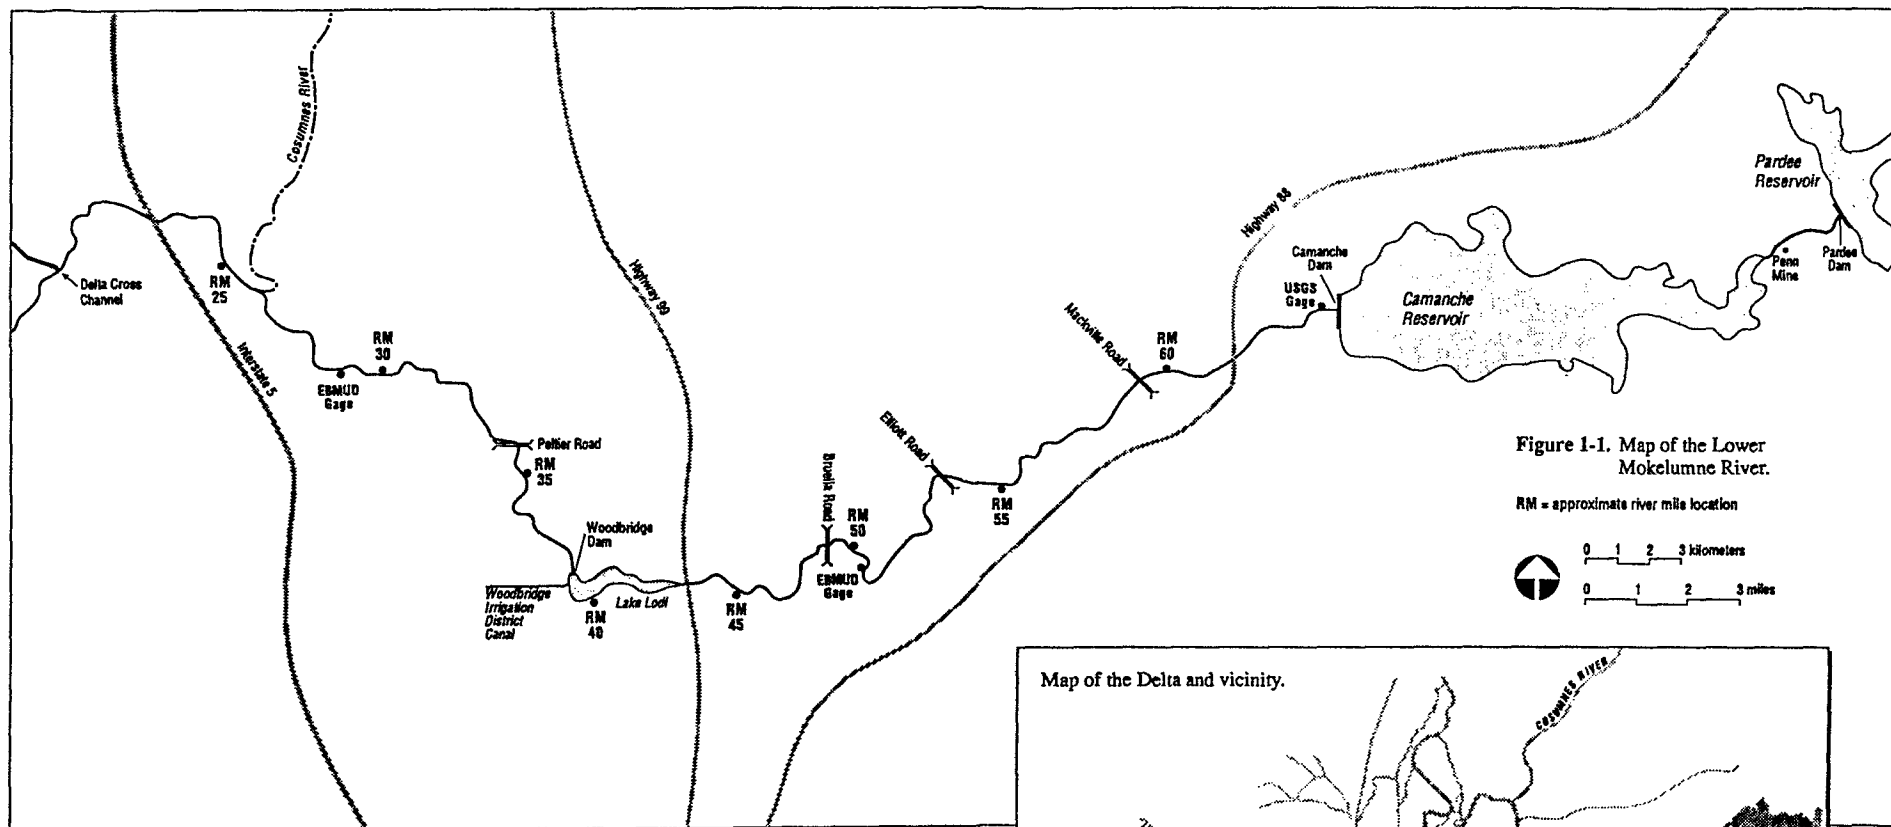 Cosumnes River
Delta Cross
Channel
RM
25
Interstate 5
EBMUD
Gage
RM
30
Peltier Road
RM
35
Woodbridge
Dam
Woodbridge
Irrigation
District
Canal
RM
40
Lake Lodi
Highway 99
RM
45
Bruella Road
RM
50
EBMUD
Gage
Elliott Road
RM
55
Mackville Road
RM
60
Highway 88
USGS
Gage
Camanche
Dam
Camanche
Reservoir
Penn
Mine
Pardee
Dam
Pardee
Reservoir
Figure 1-1. Map of the Lower
Mokelumne River.
RM = approximate river mile location
0 1 2 3 kilometers
0 1 2 3 miles
Map of the Delta and vicinity.
COSUMNES RIVER